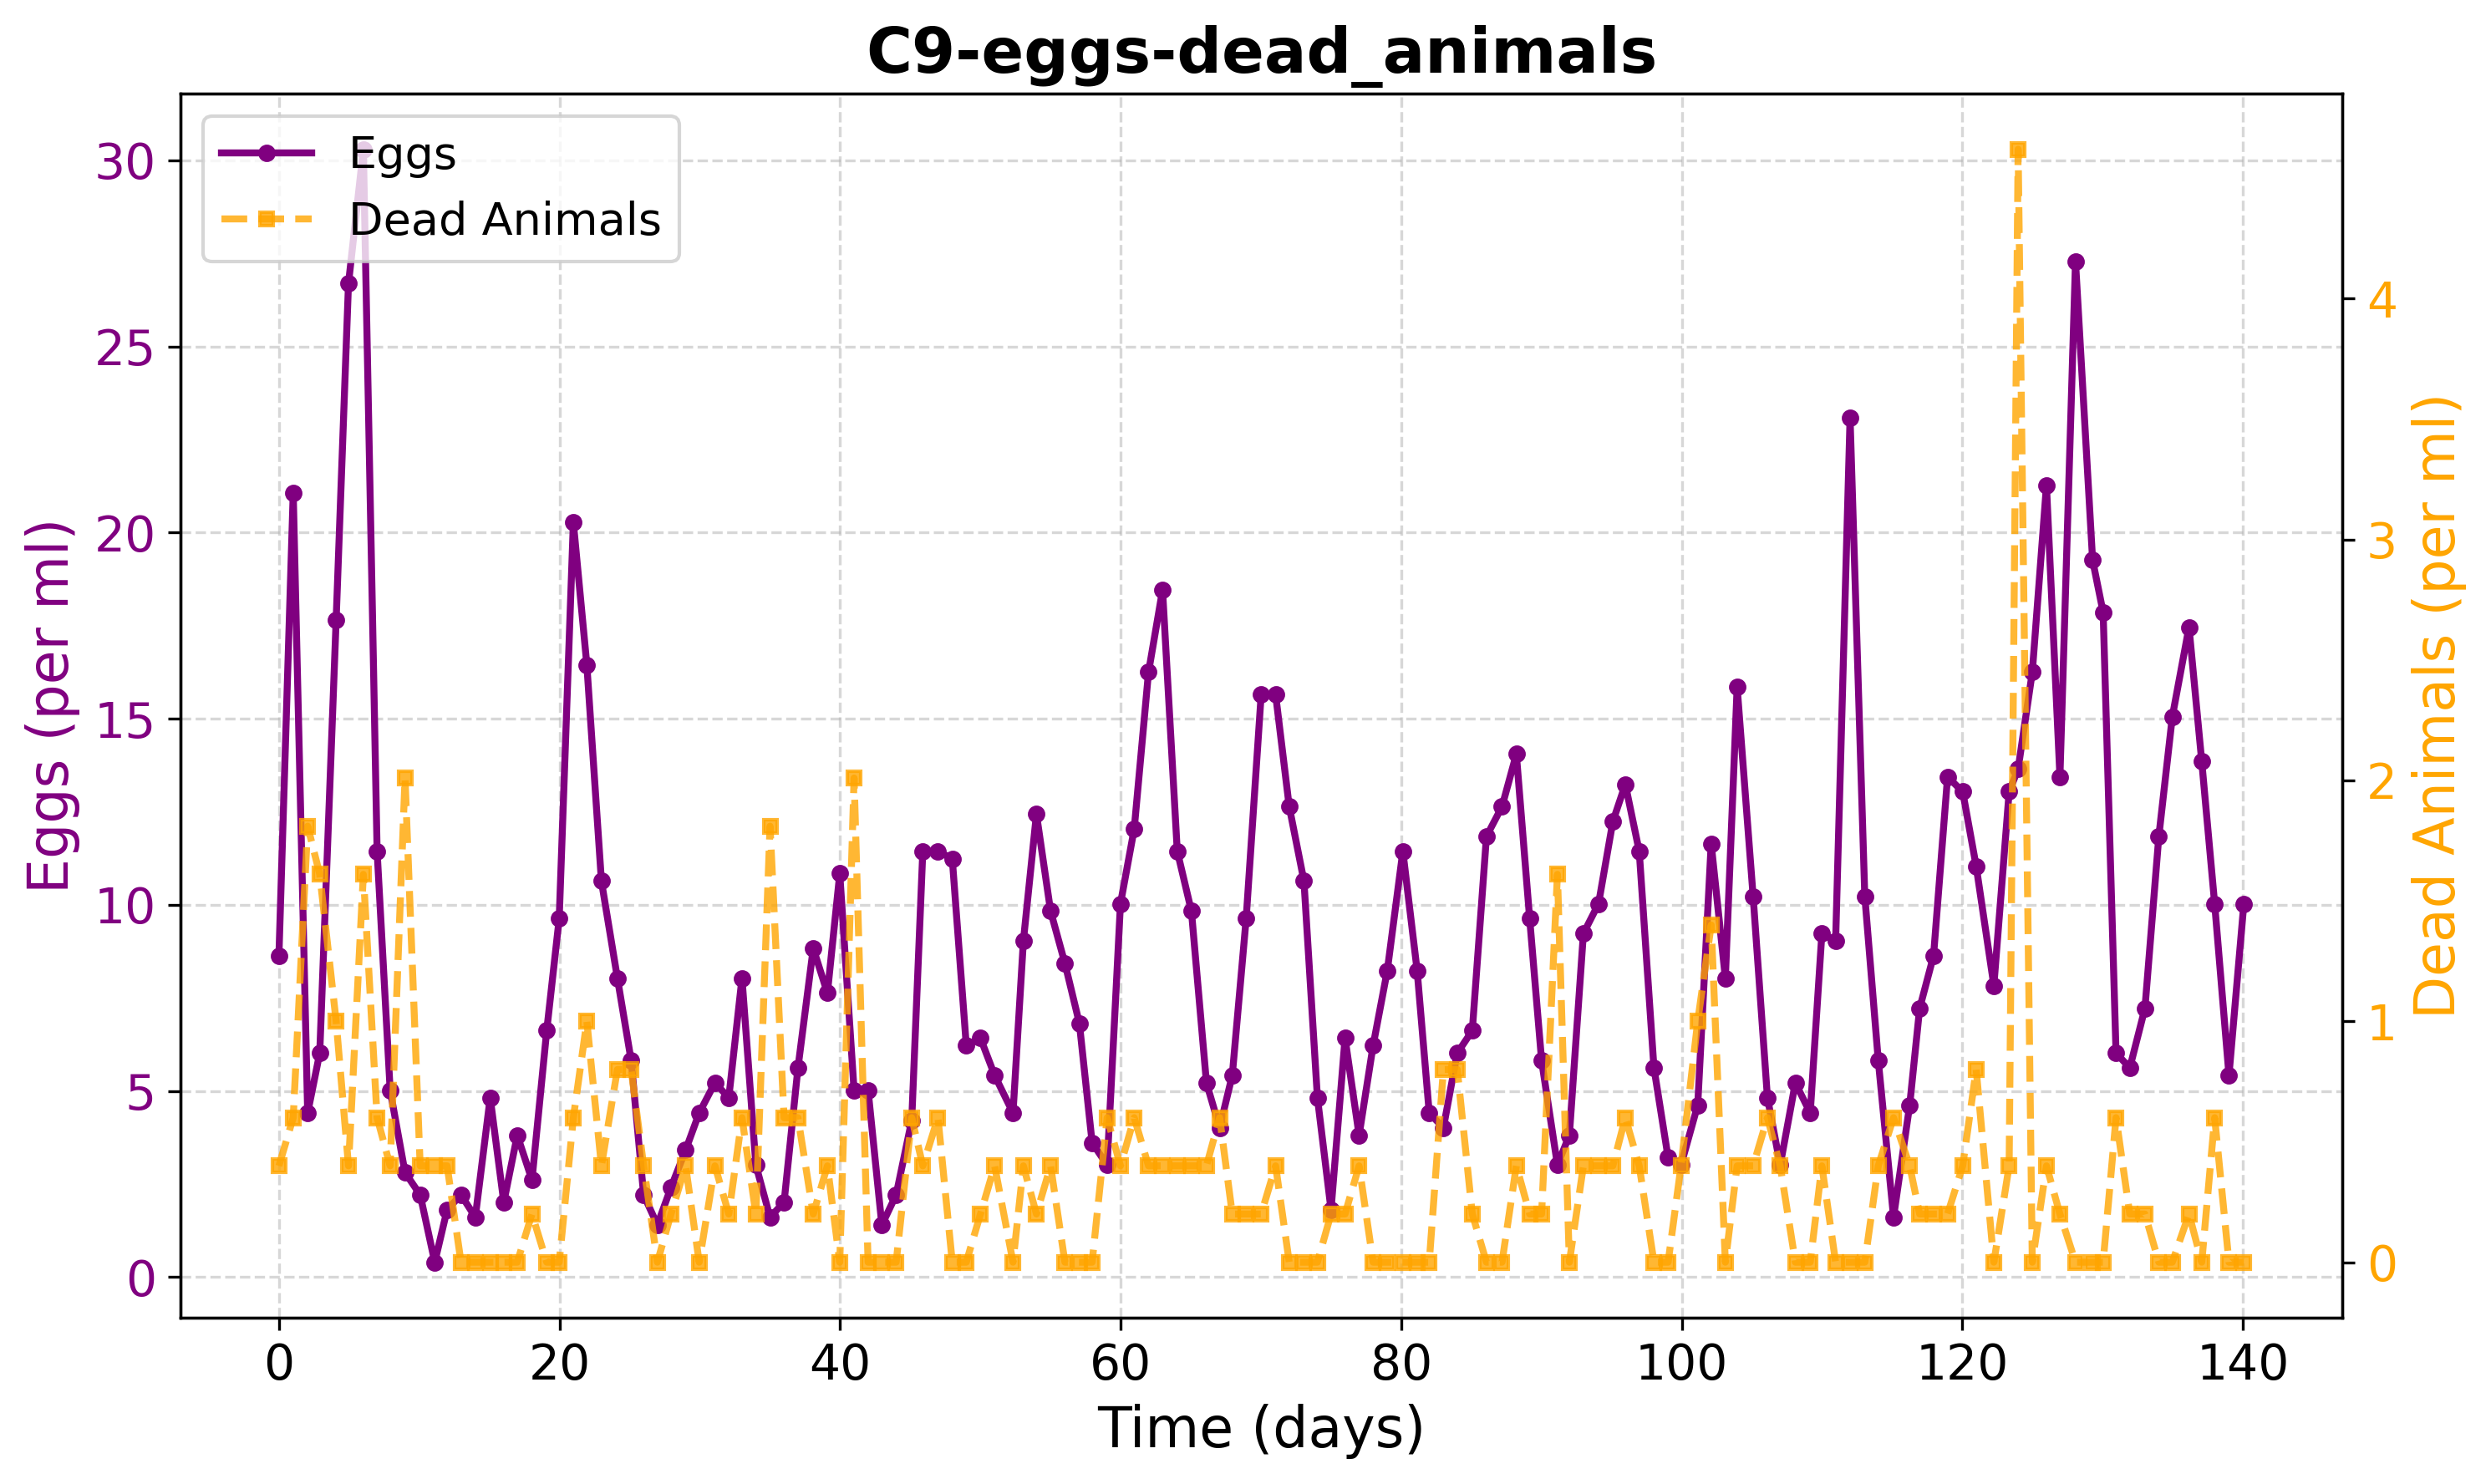 C9-eggs-dead_animals
Eggs
Dead Animals
30
25
20
15
10
5
0
Eggs (per ml)
4
3
2
1
0
Dead Animals (per ml)
0 20 40 60 80 100 120 140
Time (days)